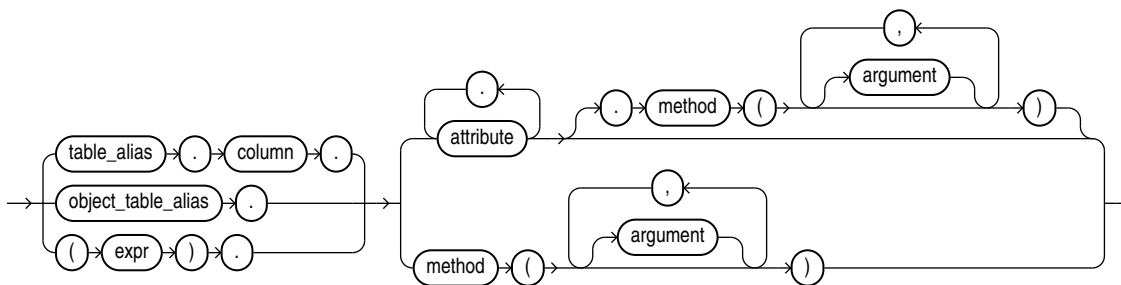 ,
argument
.
. method ( )
attribute
table_alias . column .
,
object_table_alias .
argument
( expr ) .
method ( )